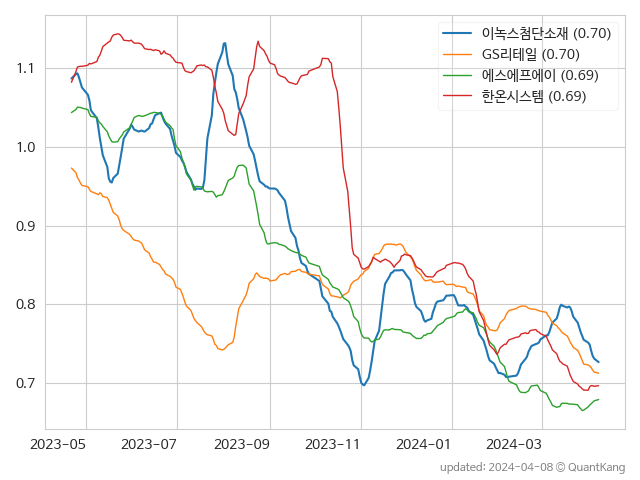 이녹스첨단소재 (0.70)
GS리테일 (0.70)
에스에프에이 (0.69)
한온시스템 (0.69)
1.1
1.0
0.9
0.8
0.7
2023-05 2023-07 2023-09 2023-11 2024-01 2024-03
updated: 2024-04-08 © QuantKang